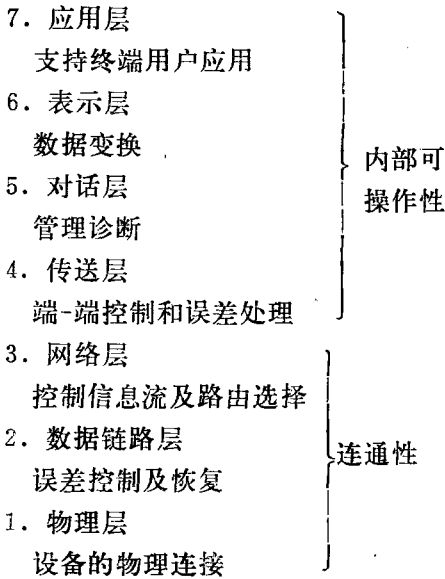 7. 应用层
支持终端用户应用
6. 表示层
数据变换
5. 对话层
管理诊断
4. 传送层
端-端控制和误差处理
内部可
操作性
3. 网络层
控制信息流及路由选择
2. 数据链路层
误差控制及恢复
1. 物理层
设备的物理连接
连通性